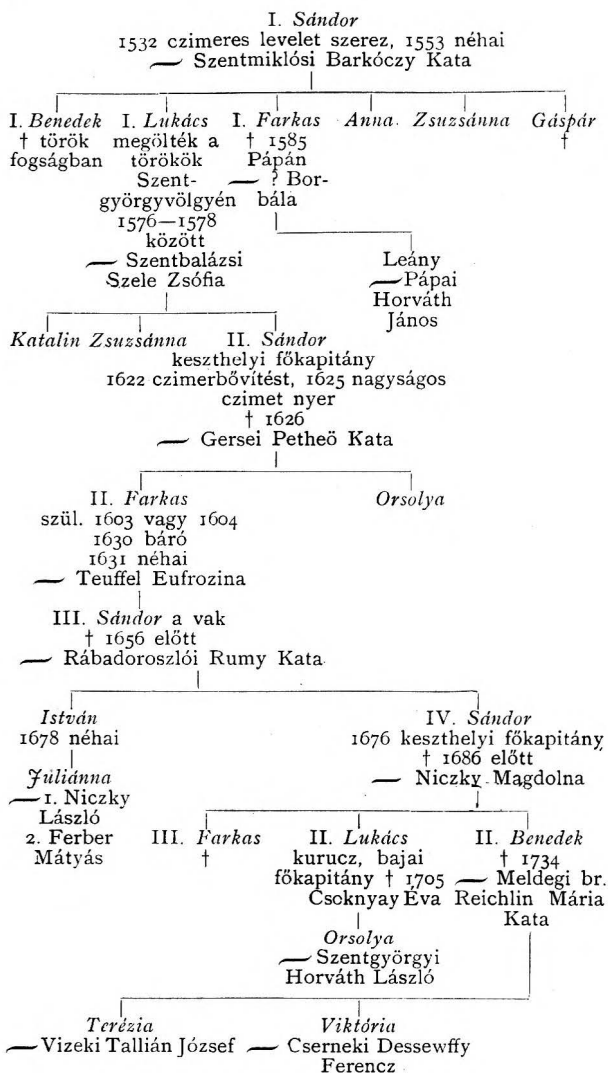 I. Sándor
1532 czimeres levelet szerez, 1553 néhai
Szentmiklósi Barkóczy Kata
I. Benedek
† török
fogságban
I. Lukács
megölték a
törökök
Szent-
györgyvölgyén
1576—1578
között
Szentbalázsi
Szele Zsófia
I. Farkas
† 1585
Pápán
? Bor-
bála
Anna
Zsuzsánna
Gáspár
†
Leány
Pápai
Horváth
János
Katalin Zsuzsánna
II. Sándor
keszthelyi főkapitány
1622 czimerbővítést, 1625 nagyságos
czimet nyer
† 1626
Gersei Petheö Kata
II. Farkas
szül. 1603 vagy 1604
1630 báró
1631 néhai
Teuffel Eufrozina
Orsolya
III. Sándor a vak
† 1656 előtt
Rábadoroszlói Rumy Kata
István
1678 néhai
Júliánna
1. Niczky
László
2. Ferber
Mátyás
IV. Sándor
1676 keszthelyi főkapitány
† 1686 előtt
Niczky Magdolna
III. Farkas
†
II. Lukács
kurucz, bajai
főkapitány † 1705
Csoknyay Éva
Orsolya
Szentgyörgyi
Horváth László
II. Benedek
† 1734
Meldegi br.
Reichlin Mária
Kata
Terézia
Vizeki Tallián József
Viktória
Cserneki Dessewffy
Ferencz